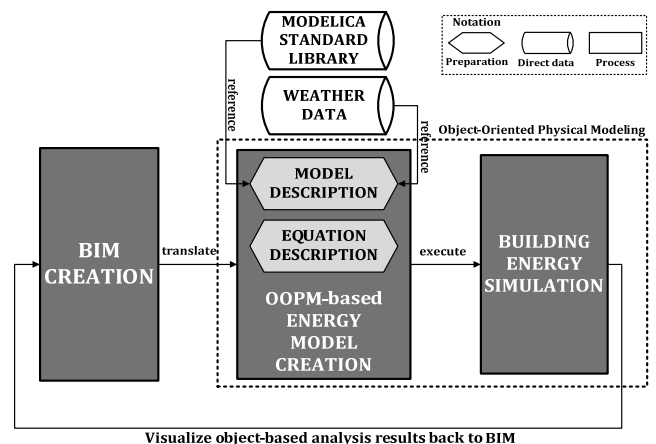 MODELICA
STANDARD
LIBRARY
Notation
Preparation
Direct data
Process
WEATHER
DATA
reference
reference
Object-Oriented Physical Modeling
MODEL
DESCRIPTION
EQUATION
DESCRIPTION
BIM
CREATION
translate
execute
BUILDING
ENERGY
SIMULATION
OOPM-based
ENERGY
MODEL
CREATION
Visualize object-based analysis results back to BIM